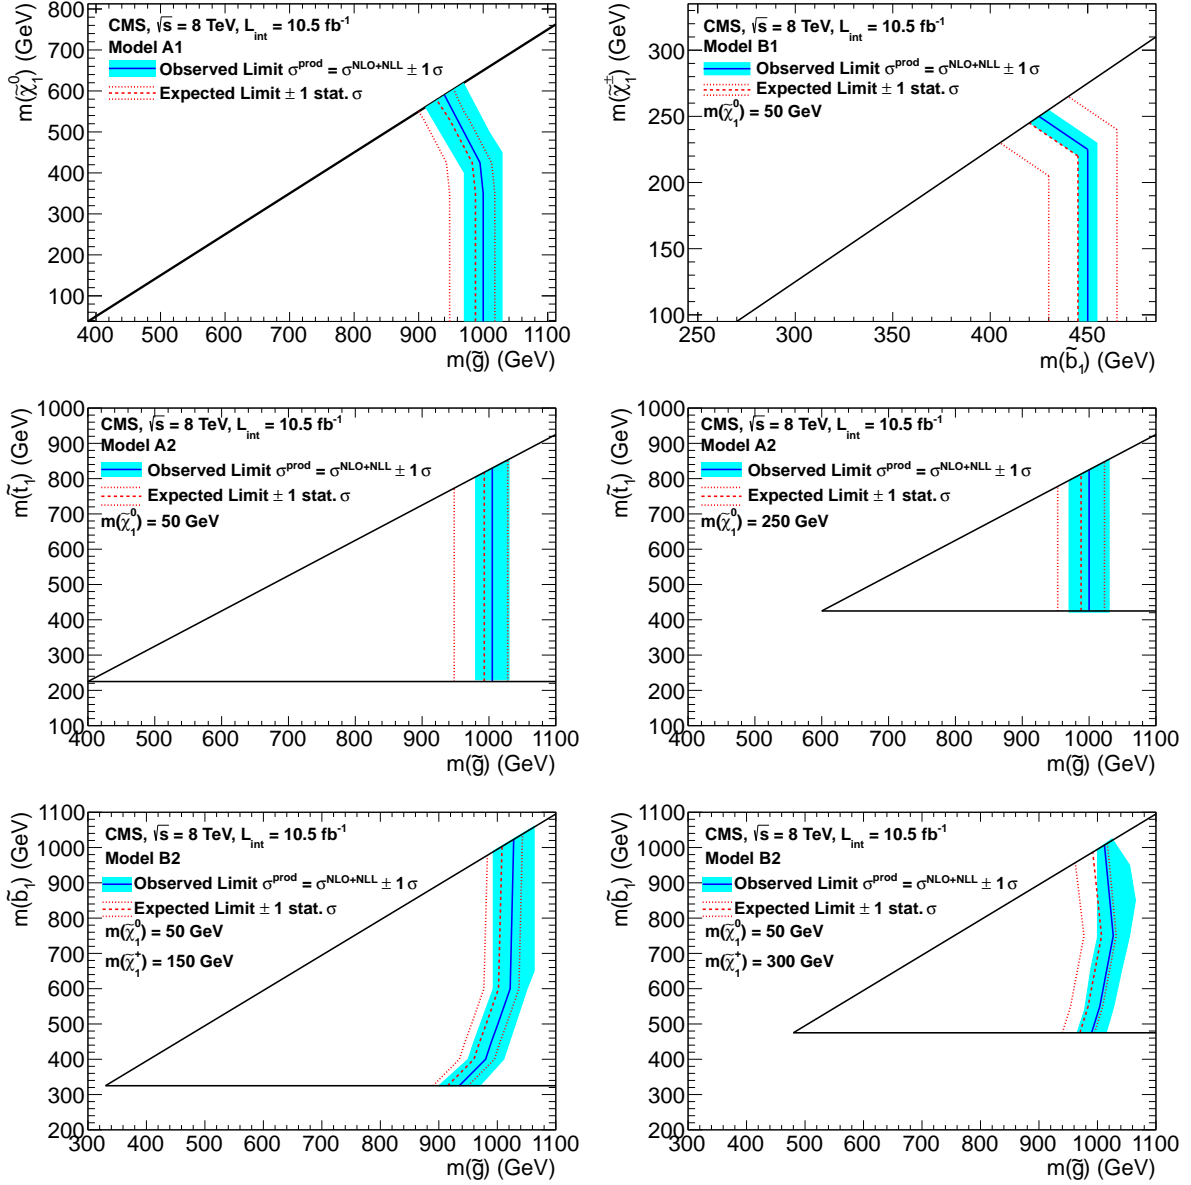 CMS, √s = 8 TeV, L_int = 10.5 fb⁻¹
Model A1
Observed Limit σ^prod = σ^NLO+NLL ± 1 σ
Expected Limit ± 1 stat. σ
m(χ̃₁⁰) (GeV)
800
700
600
500
400
300
200
100
400 500 600 700 800 900 1000 1100
m(g̃) (GeV)
CMS, √s = 8 TeV, L_int = 10.5 fb⁻¹
Model B1
Observed Limit σ^prod = σ^NLO+NLL ± 1 σ
Expected Limit ± 1 stat. σ
m(χ̃₁⁰) = 50 GeV
m(χ̃₁^±) (GeV)
300
250
200
150
100
250 300 350 400 450
m(b̃₁) (GeV)
CMS, √s = 8 TeV, L_int = 10.5 fb⁻¹
Model A2
Observed Limit σ^prod = σ^NLO+NLL ± 1 σ
Expected Limit ± 1 stat. σ
m(χ̃₁⁰) = 50 GeV
m(t̃₁) (GeV)
1000
900
800
700
600
500
400
300
200
100
400 500 600 700 800 900 1000 1100
m(g̃) (GeV)
CMS, √s = 8 TeV, L_int = 10.5 fb⁻¹
Model A2
Observed Limit σ^prod = σ^NLO+NLL ± 1 σ
Expected Limit ± 1 stat. σ
m(χ̃₁⁰) = 250 GeV
m(t̃₁) (GeV)
1000
900
800
700
600
500
400
300
200
100
400 500 600 700 800 900 1000 1100
m(g̃) (GeV)
CMS, √s = 8 TeV, L_int = 10.5 fb⁻¹
Model B2
Observed Limit σ^prod = σ^NLO+NLL ± 1 σ
Expected Limit ± 1 stat. σ
m(χ̃₁⁰) = 50 GeV
m(χ̃₁⁺) = 150 GeV
m(b̃₁) (GeV)
1100
1000
900
800
700
600
500
400
300
200
300 400 500 600 700 800 900 1000 1100
m(g̃) (GeV)
CMS, √s = 8 TeV, L_int = 10.5 fb⁻¹
Model B2
Observed Limit σ^prod = σ^NLO+NLL ± 1 σ
Expected Limit ± 1 stat. σ
m(χ̃₁⁰) = 50 GeV
m(χ̃₁⁺) = 300 GeV
m(b̃₁) (GeV)
1100
1000
900
800
700
600
500
400
300
200
300 400 500 600 700 800 900 1000 1100
m(g̃) (GeV)